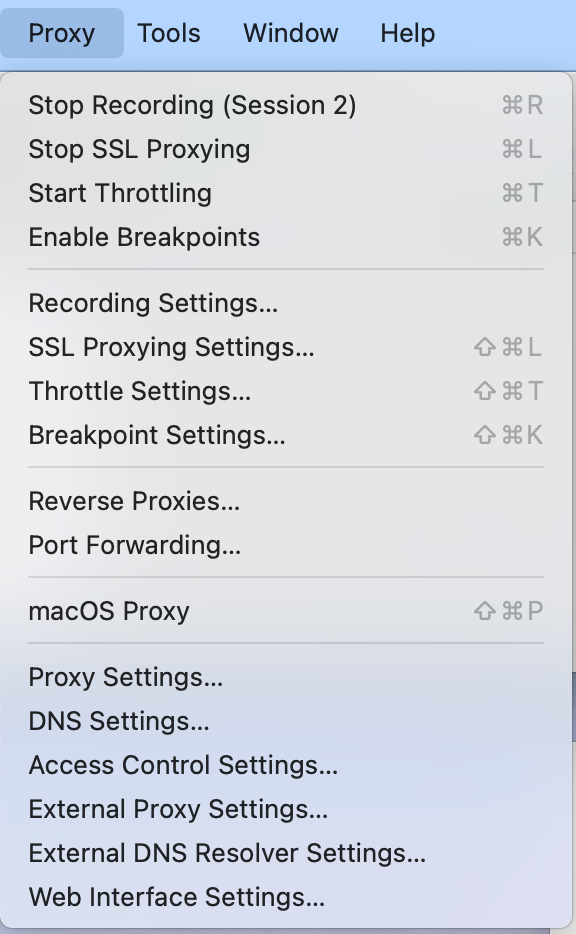 Proxy Tools Window Help
Stop Recording (Session 2) ⌘R
Stop SSL Proxying ⌘L
Start Throttling ⌘T
Enable Breakpoints ⌘K
Recording Settings...
SSL Proxying Settings... ⇧⌘L
Throttle Settings... ⇧⌘T
Breakpoint Settings... ⇧⌘K
Reverse Proxies...
Port Forwarding...
macOS Proxy ⇧⌘P
Proxy Settings...
DNS Settings...
Access Control Settings...
External Proxy Settings...
External DNS Resolver Settings...
Web Interface Settings...